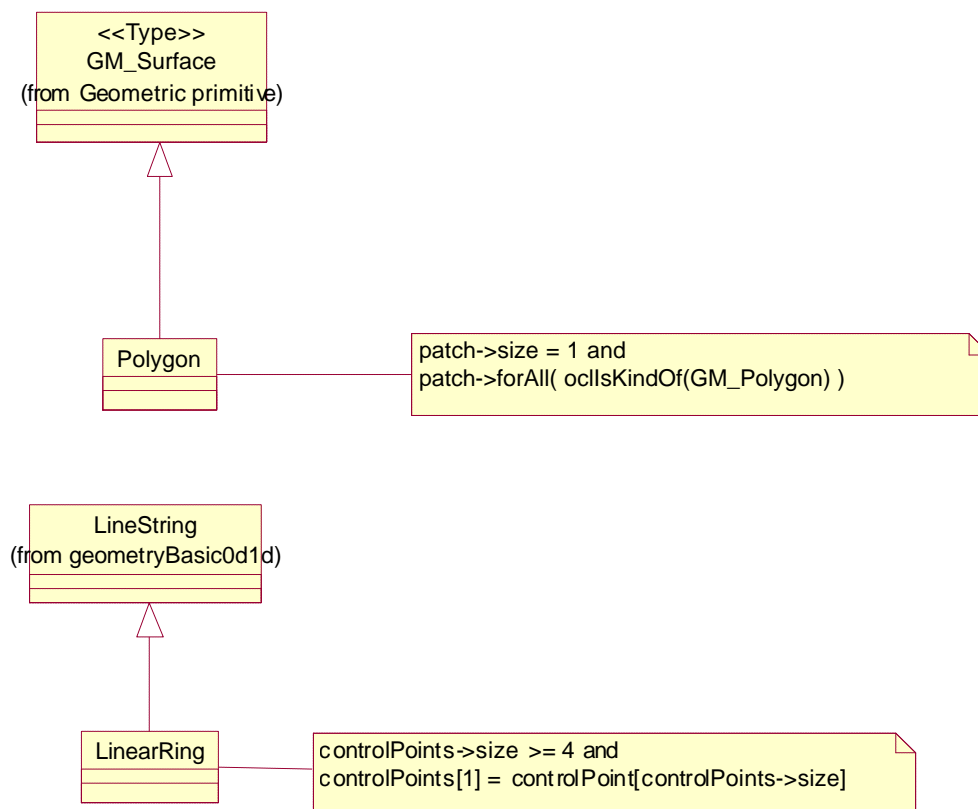 <<Type>>
GM_Surface
(from Geometric primitive)
Polygon
patch->size = 1 and
patch->forAll( oclIsKindOf(GM_Polygon) )
LineString
(from geometryBasic0d1d)
LinearRing
controlPoints->size >= 4 and
controlPoints[1] = controlPoint[controlPoints->size]